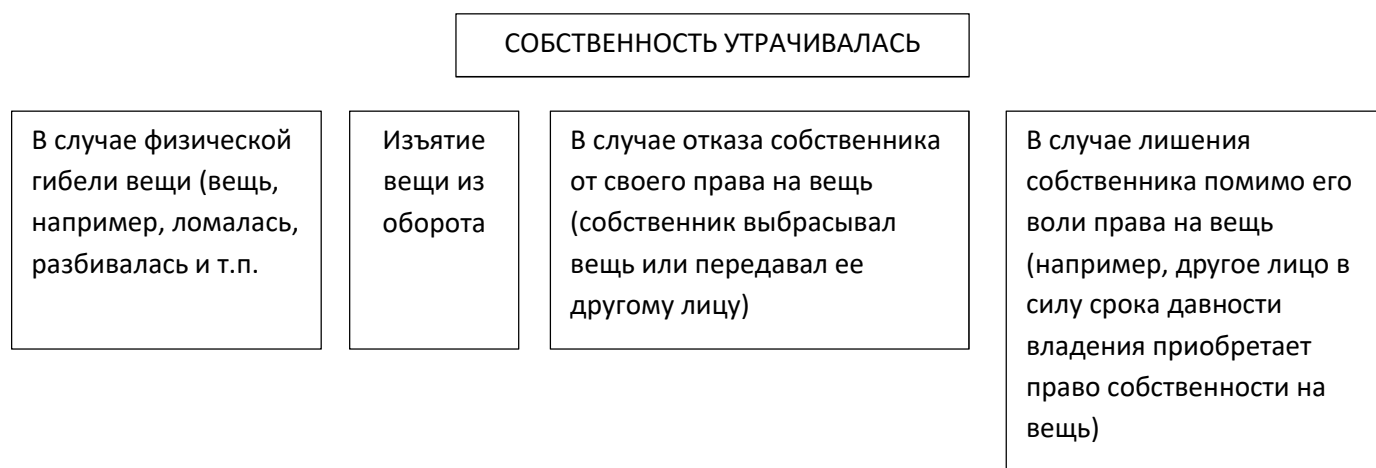 СОБСТВЕННОСТЬ УТРАЧИВАЛАСЬ
В случае физической
гибели вещи (вещь,
например, ломалась,
разбивалась и т.п.
Изъятие
вещи из
оборота
В случае отказа собственника
от своего права на вещь
(собственник выбрасывал
вещь или передавал ее
другому лицу)
В случае лишения
собственника помимо его
воли права на вещь
(например, другое лицо в
силу срока давности
владения приобретает
право собственности на
вещь)